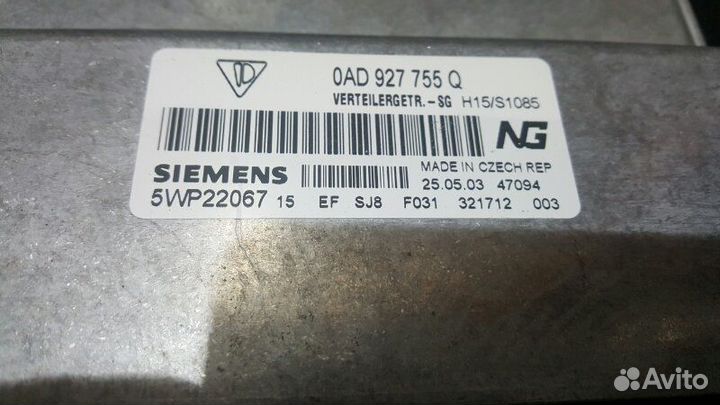 0AD 927 755 Q
VERTEILERGETR.-SG H15/S1085
NG
SIEMENS
MADE IN CZECH REP
25.05.03 47094
5WP22067 15 EF SJ8 F031 321712 003
Avito